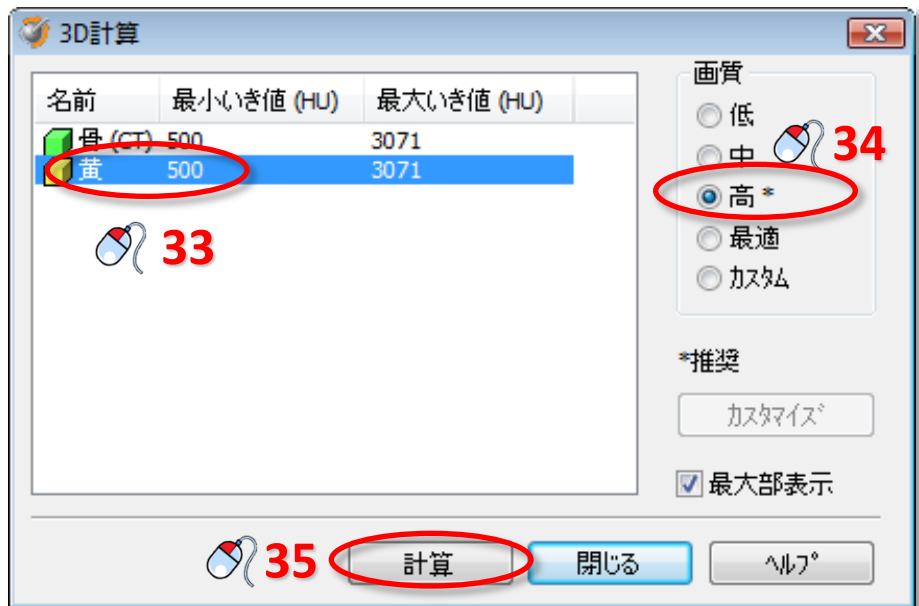 3D計算
名前 最小いき値 (HU) 最大いき値 (HU)
骨 (CT) 500 3071
黄 500 3071
33
画質
低
中
34
高 *
最適
カスタム
*推奨
カスタマイズ
最大部表示
35
計算
閉じる
ヘルプ